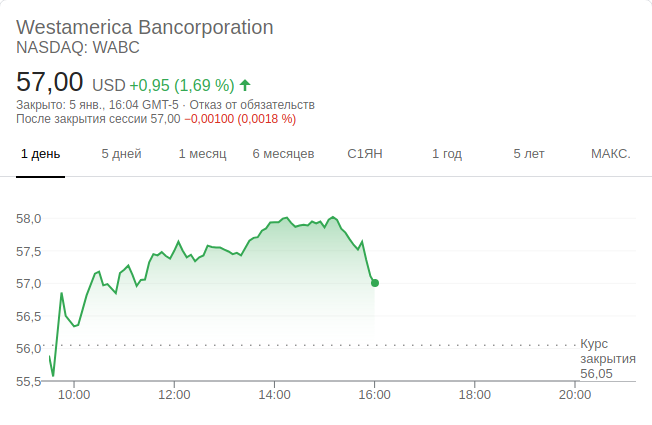 Westamerica Bancorporation
NASDAQ: WABC
57,00 USD +0,95 (1,69 %)
Закрыто: 5 янв., 16:04 GMT-5 · Отказ от обязательств
После закрытия сессии 57,00 −0,00100 (0,0018 %)
1 день 5 дней 1 месяц 6 месяцев С1ЯН 1 год 5 лет МАКС.
58,0
57,5
57,0
56,5
56,0
55,5
Курс
закрытия
56,05
10:00 12:00 14:00 16:00 18:00 20:00